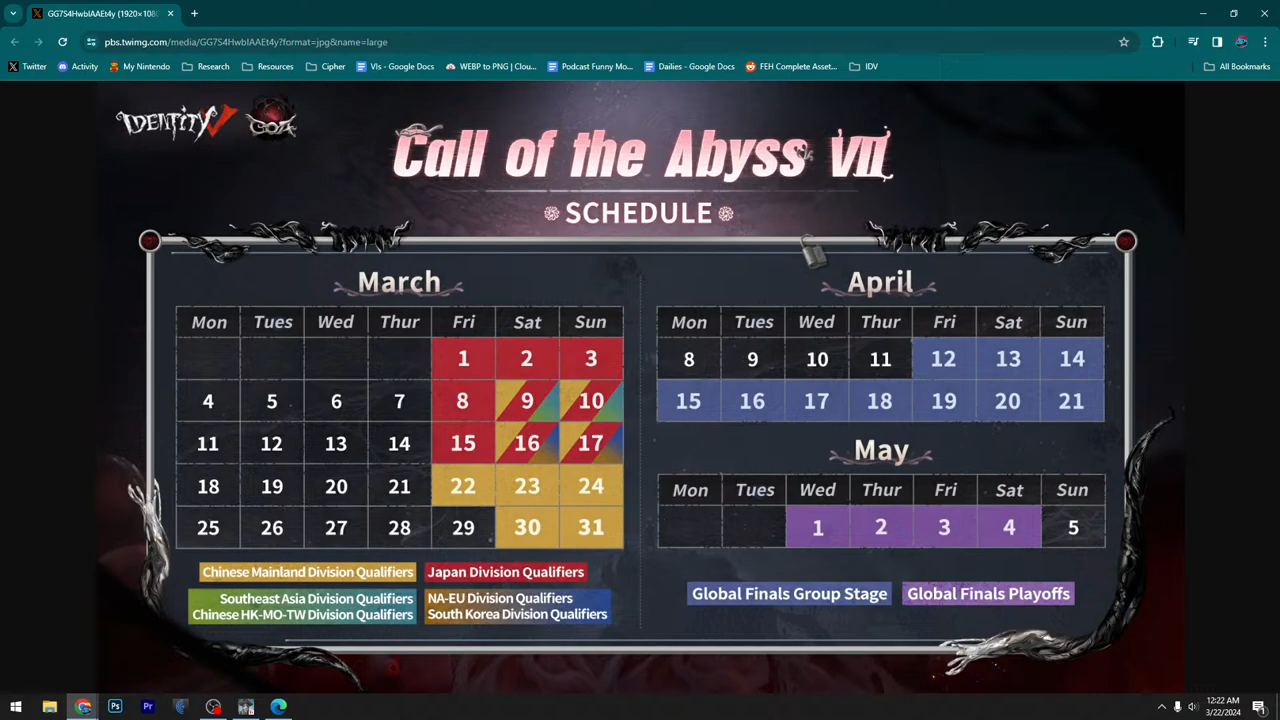 GG7S4HwbIAAEt4y (1920×108
pbs.twimg.com/media/GG7S4HwbIAAEt4y?format=jpg&name=large
Twitter Activity My Nintendo Research Resources Cipher VIs - Google Docs WEBP to PNG | Clou... Podcast Funny Mo... Dailies - Google Docs FEH Complete Asset... IDV All Bookmarks
IDENTITY V COA
Call of the Abyss VII
SCHEDULE
March
Mon Tues Wed Thur Fri Sat Sun
1 2 3
4 5 6 7 8 9 10
11 12 13 14 15 16 17
18 19 20 21 22 23 24
25 26 27 28 29 30 31
Chinese Mainland Division Qualifiers
Japan Division Qualifiers
Southeast Asia Division Qualifiers
Chinese HK-MO-TW Division Qualifiers
NA-EU Division Qualifiers
South Korea Division Qualifiers
April
Mon Tues Wed Thur Fri Sat Sun
8 9 10 11 12 13 14
15 16 17 18 19 20 21
May
Mon Tues Wed Thur Fri Sat Sun
1 2 3 4 5
Global Finals Group Stage
Global Finals Playoffs
Ps Pr
12:22 AM
3/22/2024